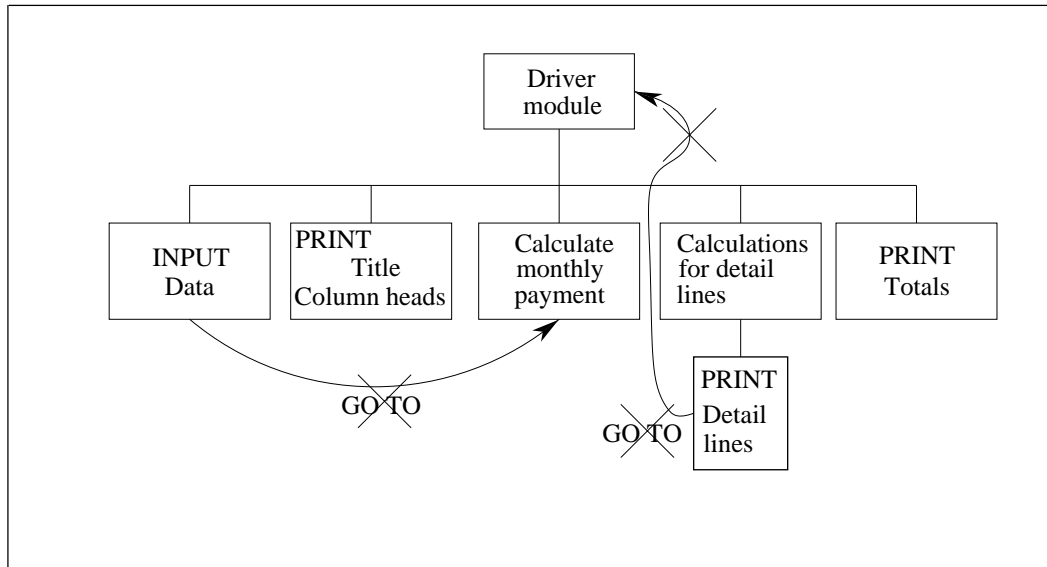 Driver
module
INPUT
Data
PRINT
Title
Column heads
Calculate
monthly
payment
Calculations
for detail
lines
PRINT
Totals
GO TO
PRINT
Detail
lines
GO TO